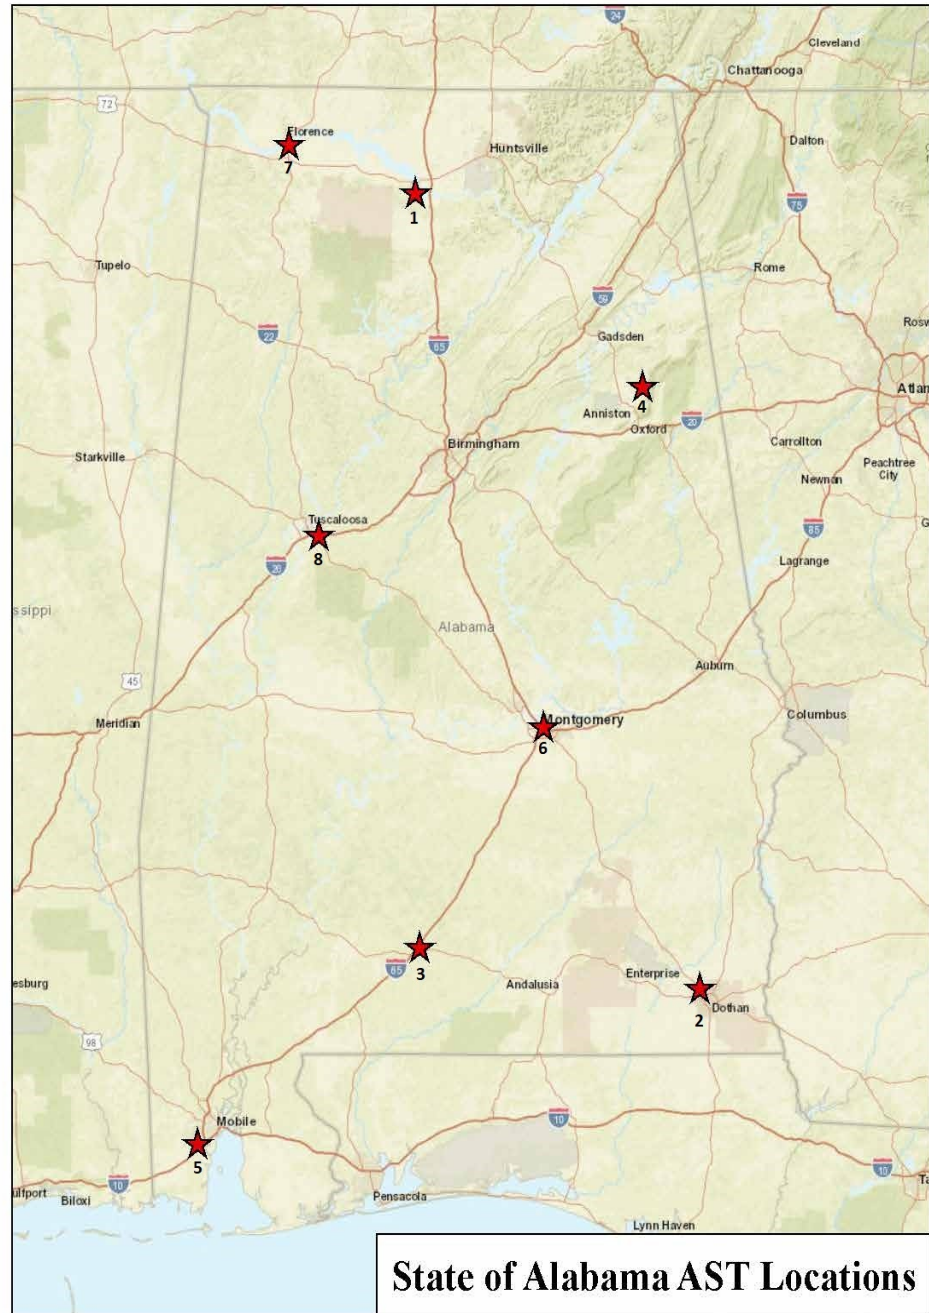 24
Cleveland
Chattanooga
72
Florence
Dalton
7
Huntsville
1
75
Tupelo
Rome
59
22
65
Gadsden
Rosw
4
Atlan
Anniston
Oxford
20
Birmingham
Carrollton
Starkville
Newnan
Peachtree
City
Tuscaloosa
85
8
Lagrange
ssippi
Alabama
Auburn
45
Meridian
Montgomery
Columbus
6
65
3
Enterprise
Andalusia
esburg
Dothan
2
98
Mobile
10
5
10
10
ulfport
Biloxi
Pensacola
Ta
Lynn Haven
State of Alabama AST Locations